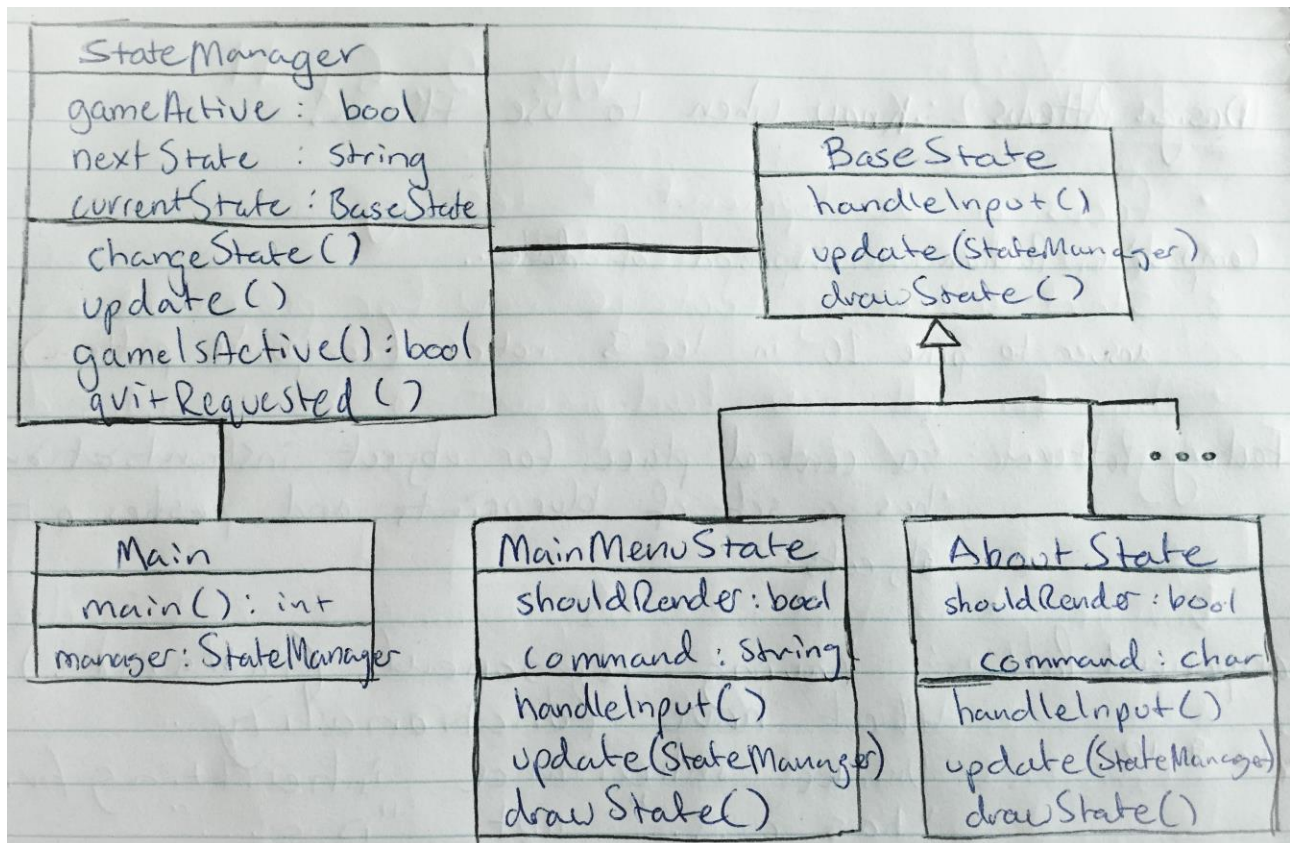 StateManager
gameActive : bool
nextState : String
currentState : BaseState
changeState()
update()
gameIsActive() : bool
quitRequested()
BaseState
handleInput()
update(StateManager)
drawState()
...
Main
main() : int
manager : StateManager
MainMenuState
shouldRender : bool
command : String
handleInput()
update(StateManager)
drawState()
About State
shouldRender : bool
command : char
handleInput()
update(StateManager)
drawState()